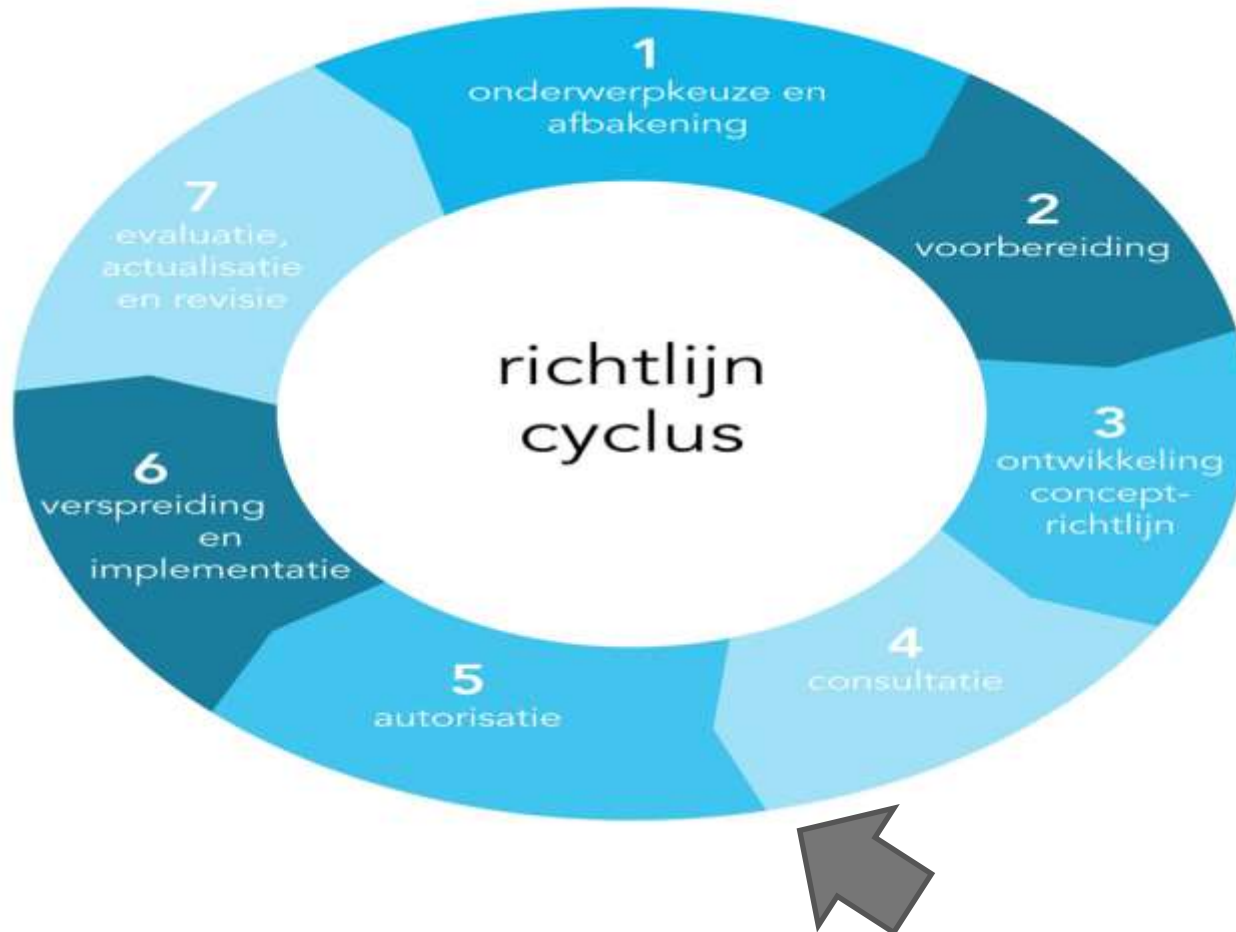 1
onderwerpkeuze en
afbakening
2
voorbereiding
3
ontwikkeling
concept-
richtlijn
4
consultatie
5
autorisatie
6
verspreiding
en
implementatie
7
evaluatie,
actualisatie
en revisie
richtlijn
cyclus